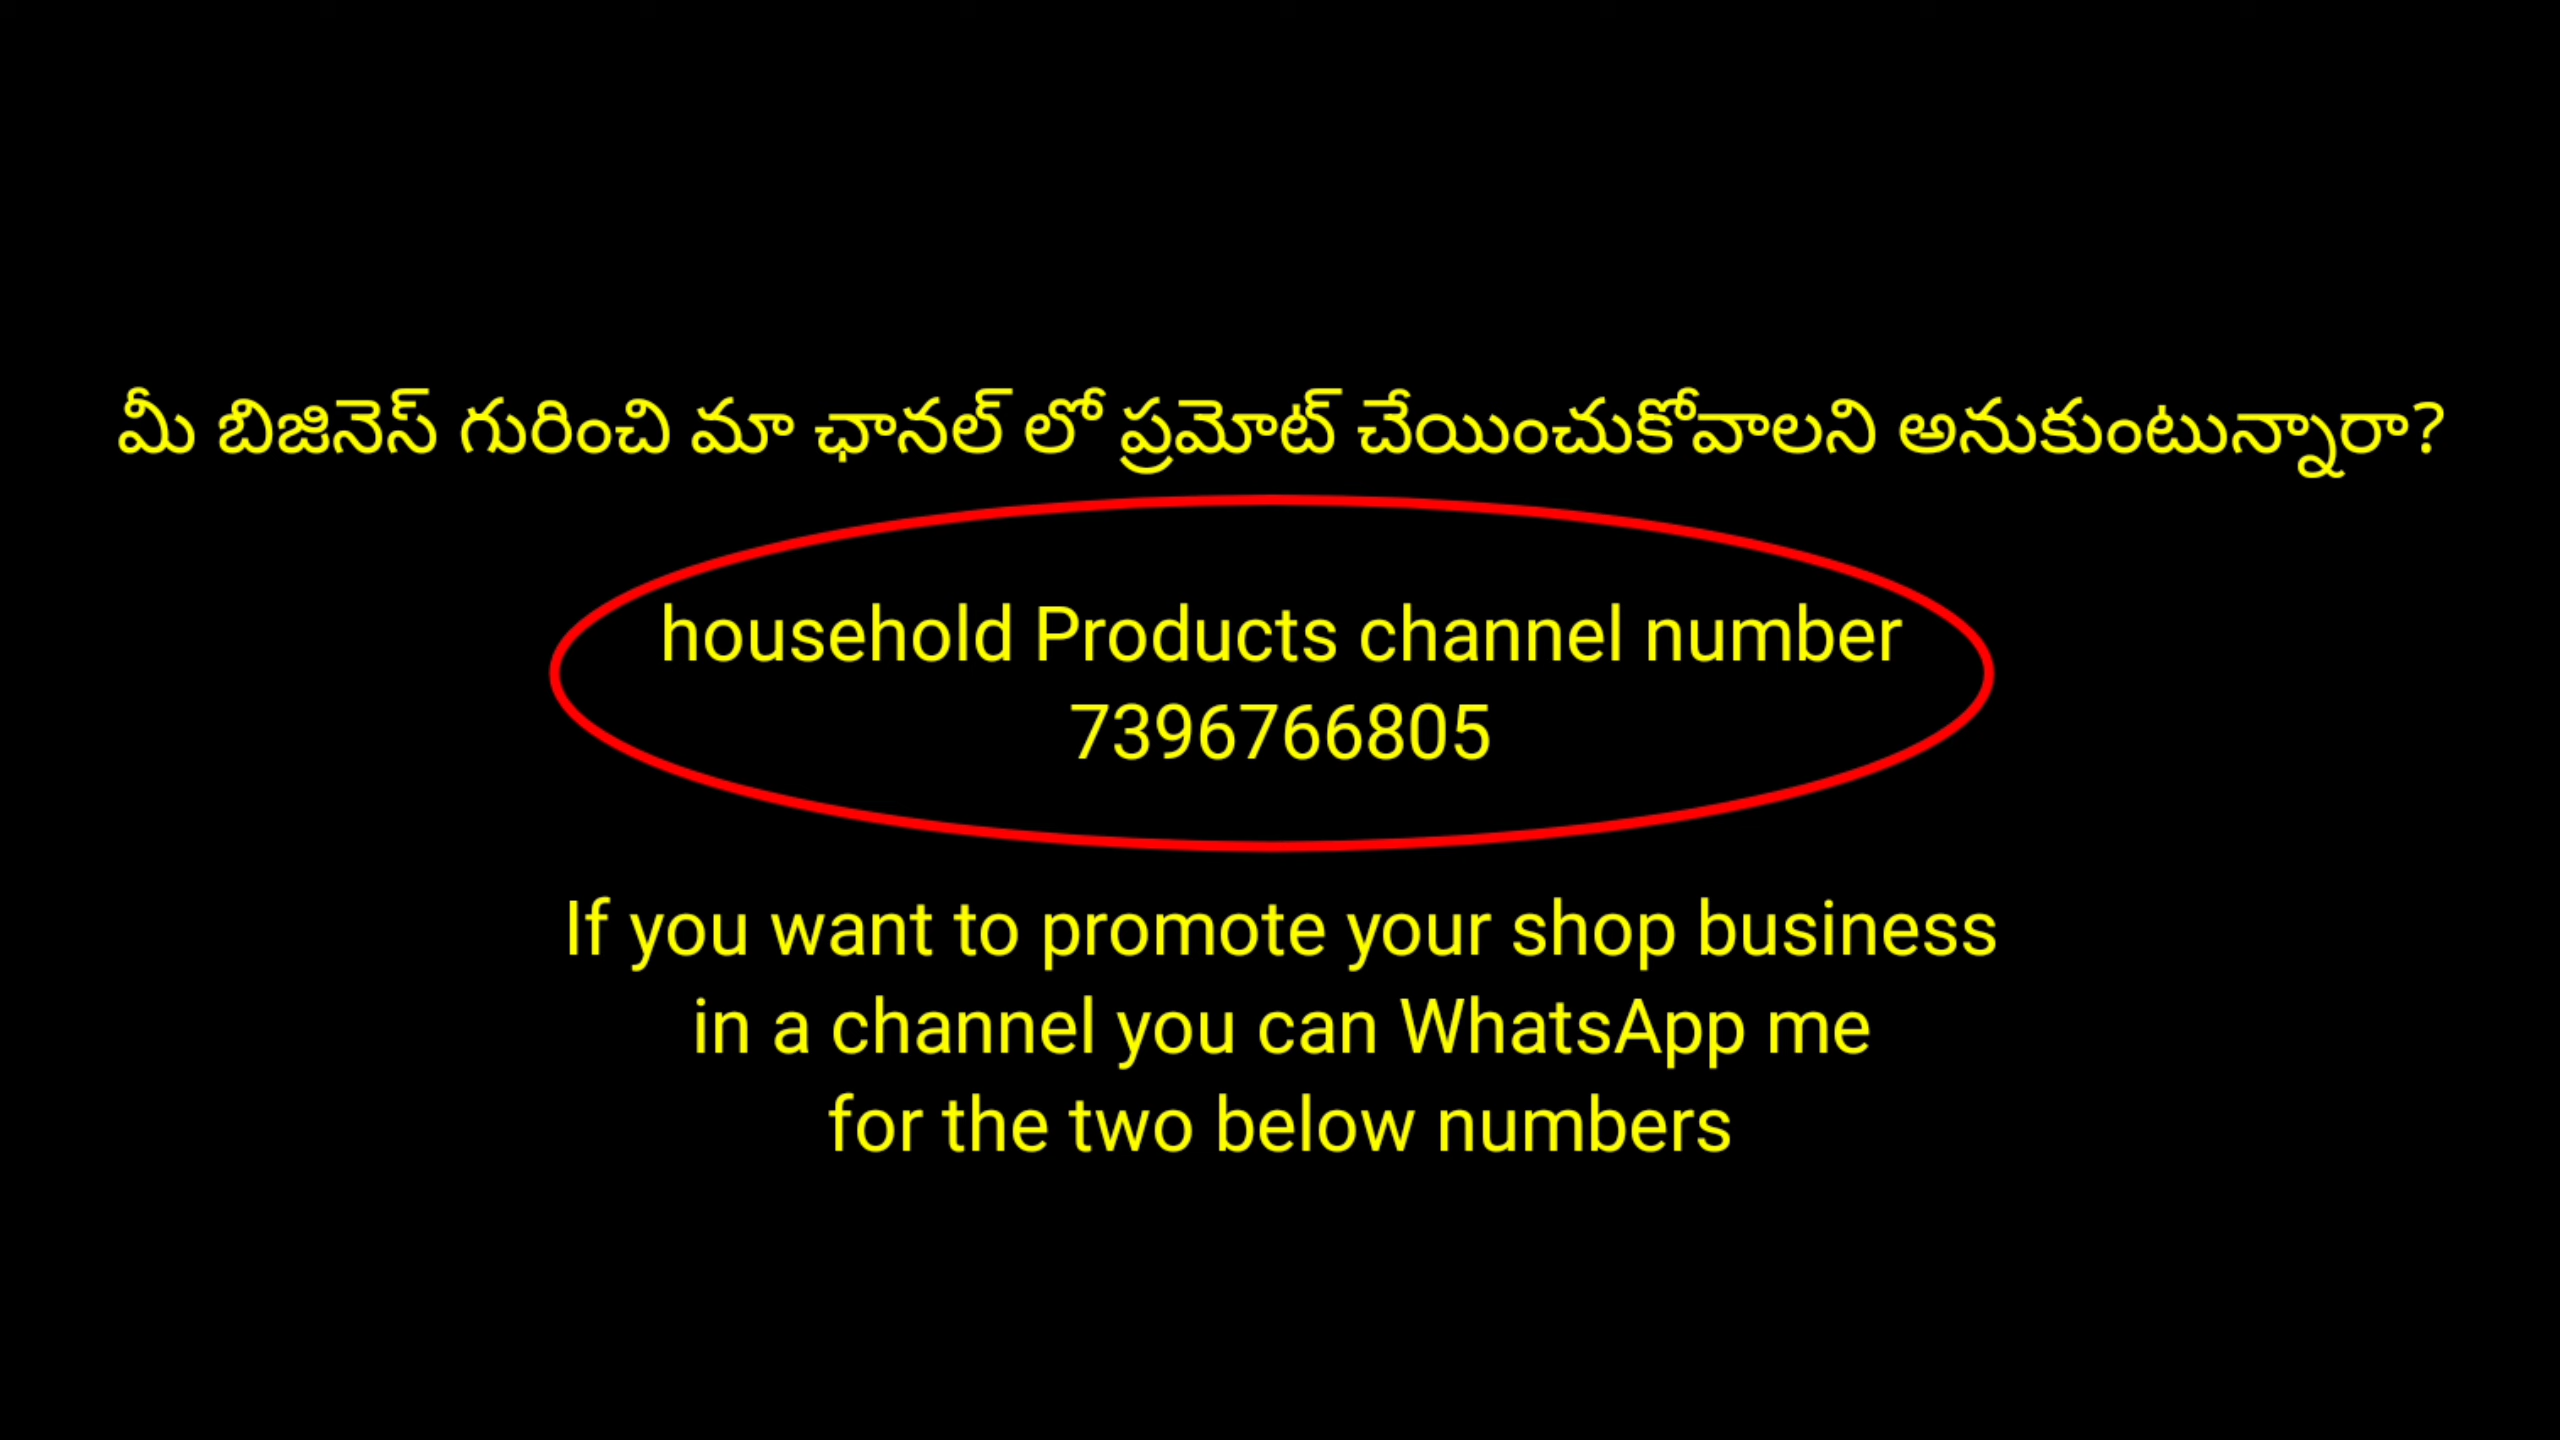 మీ బిజినెస్ గురించి మా ఛానల్ లో ప్రమోట్ చేయించుకోవాలని అనుకుంటున్నారా?
household Products channel number
7396766805
If you want to promote your shop business
in a channel you can WhatsApp me
for the two below numbers